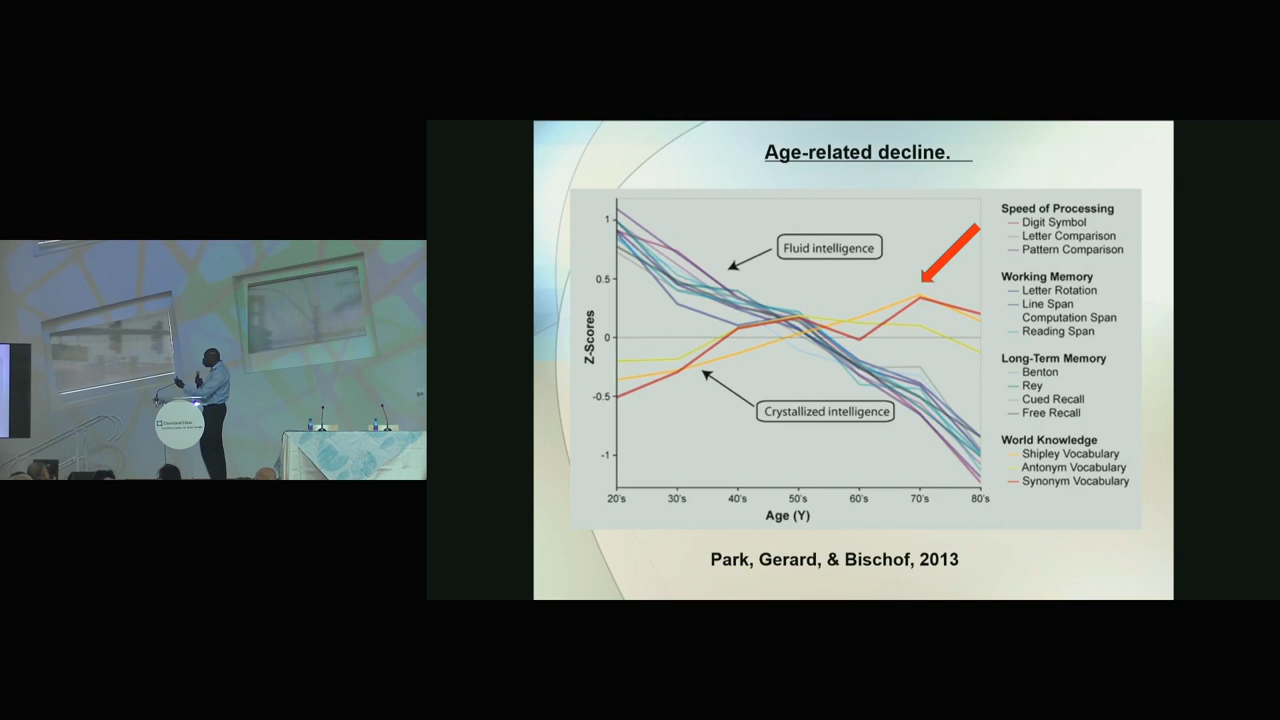 Age-related decline.
Fluid intelligence
Crystallized intelligence
Z-Scores
1
0.5
0
-0.5
-1
20's 30's 40's 50's 60's 70's 80's
Age (Y)
Speed of Processing
Digit Symbol
Letter Comparison
Pattern Comparison
Working Memory
Letter Rotation
Line Span
Computation Span
Reading Span
Long-Term Memory
Benton
Rey
Cued Recall
Free Recall
World Knowledge
Shipley Vocabulary
Antonym Vocabulary
Synonym Vocabulary
Park, Gerard, & Bischof, 2013
Cleveland Clinic